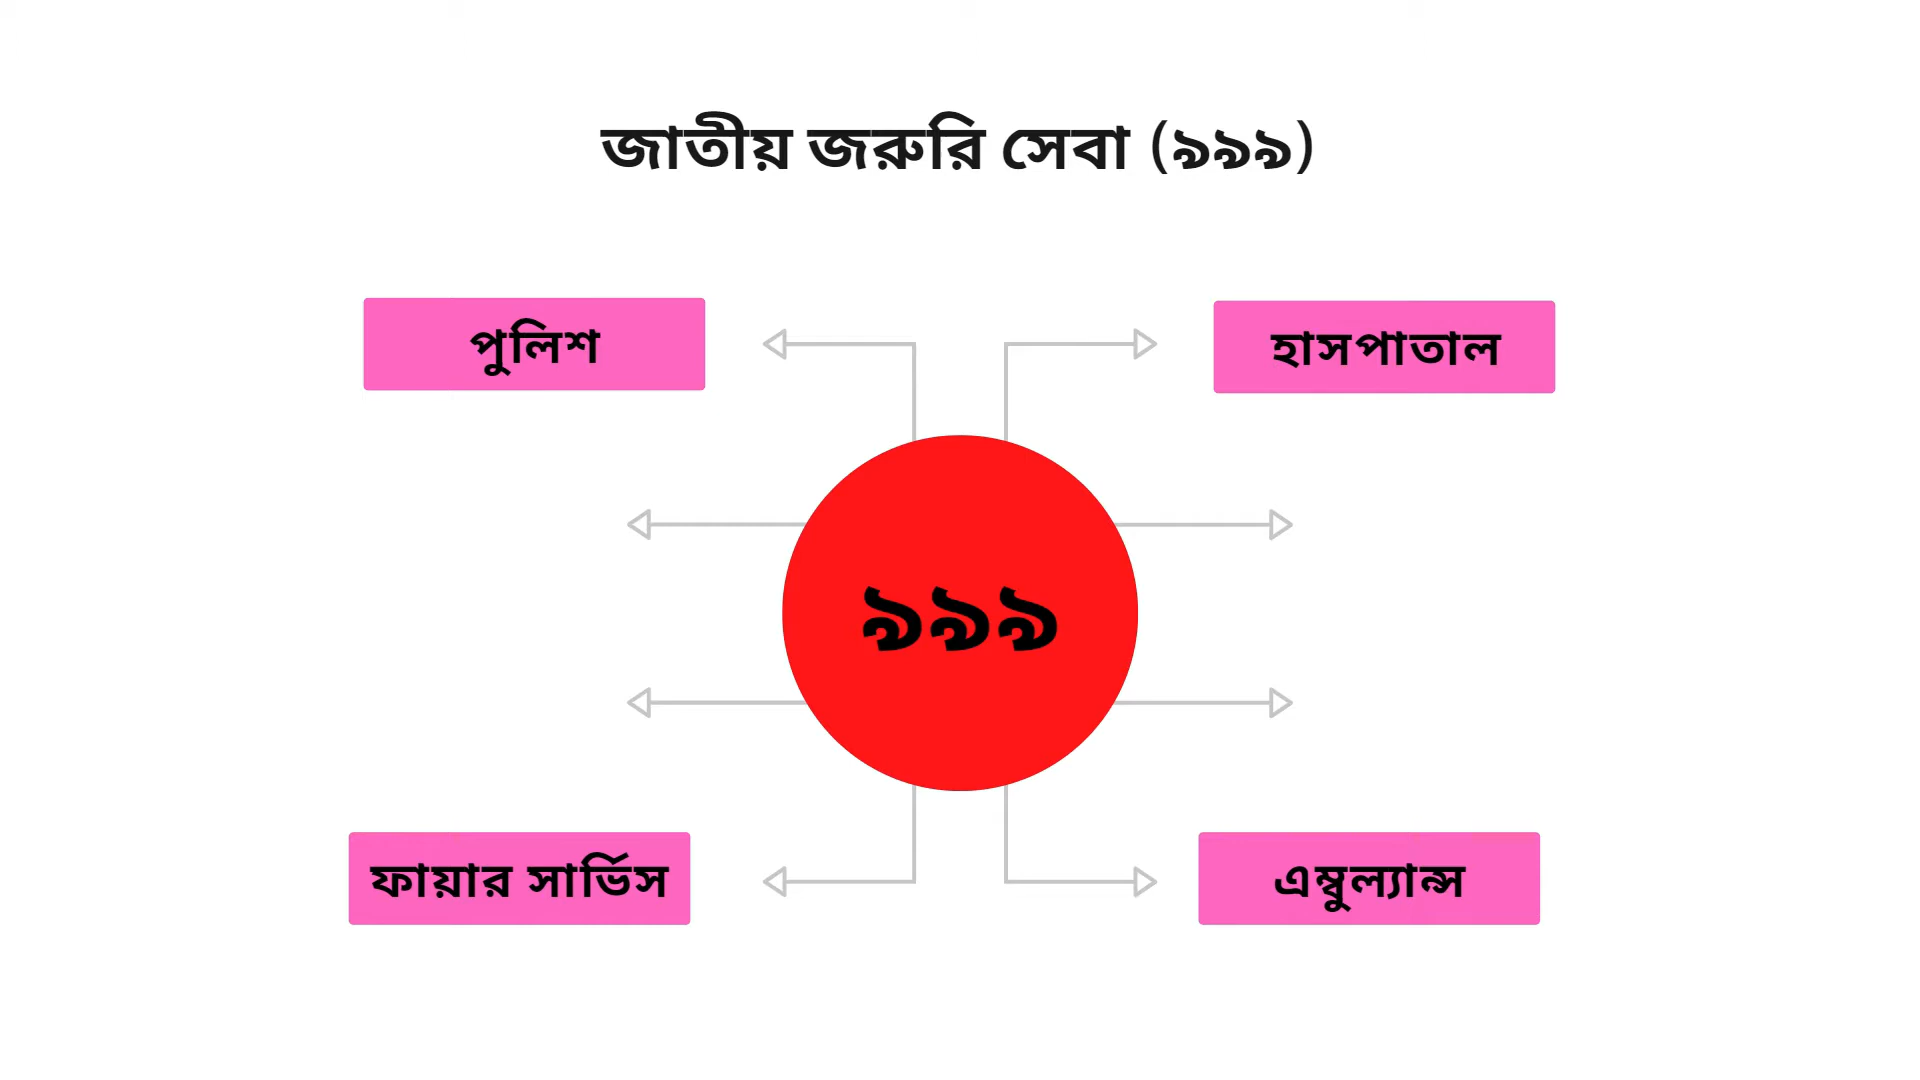 জাতীয় জরুরি সেবা (৯৯৯)
পুলিশ
হাসপাতাল
৯৯৯
ফায়ার সার্ভিস
এম্বুল্যান্স